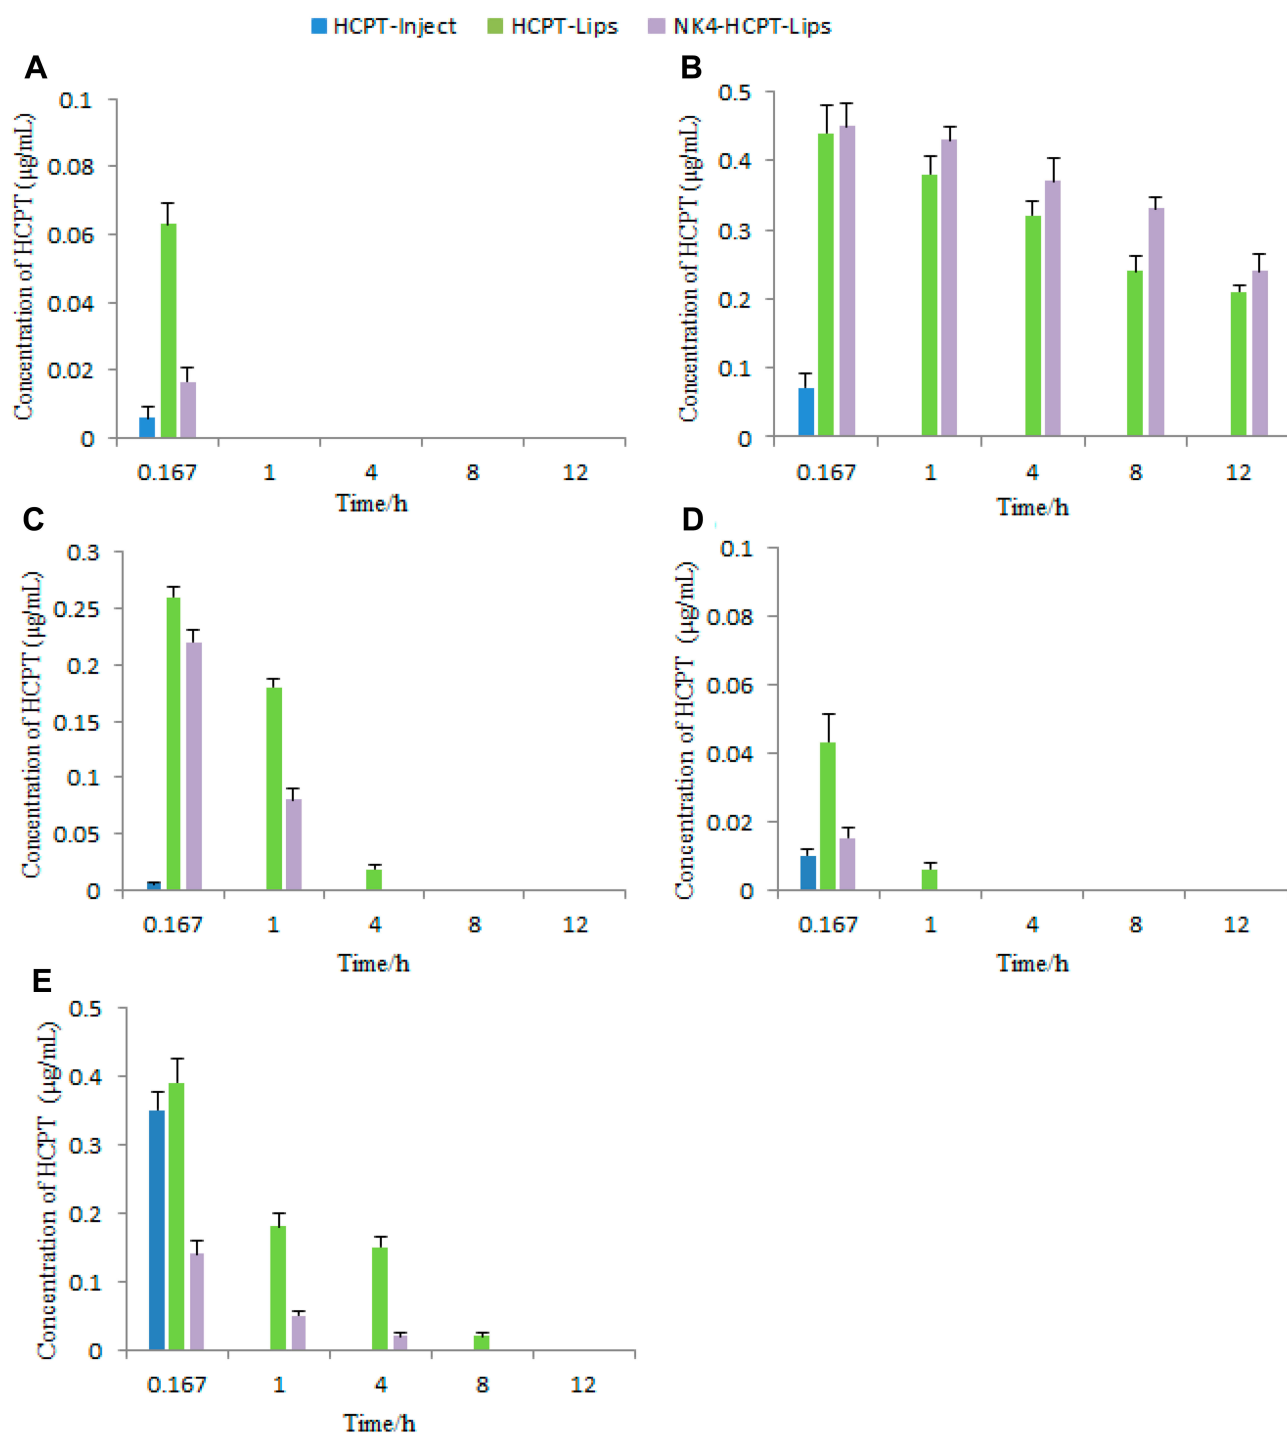 HCPT-Inject HCPT-Lips NK4-HCPT-Lips
A
Concentration of HCPT (μg/mL)
0.1
0.08
0.06
0.04
0.02
0
0.167 1 4 8 12
Time/h
B
Concentration of HCPT (μg/mL)
0.5
0.4
0.3
0.2
0.1
0
0.167 1 4 8 12
Time/h
C
Concentration of HCPT (μg/mL)
0.3
0.25
0.2
0.15
0.1
0.05
0
0.167 1 4 8 12
Time/h
D
Concentration of HCPT (μg/mL)
0.1
0.08
0.06
0.04
0.02
0
0.167 1 4 8 12
Time/h
E
Concentration of HCPT (μg/mL)
0.5
0.4
0.3
0.2
0.1
0
0.167 1 4 8 12
Time/h